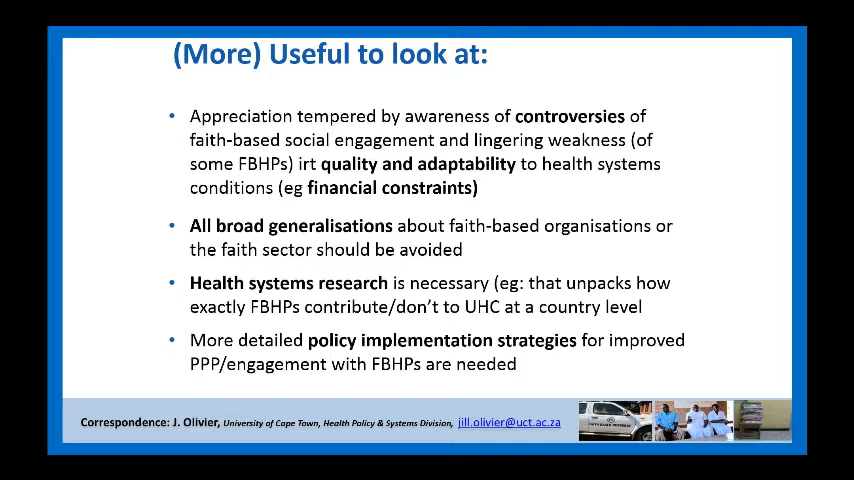 (More) Useful to look at:
• Appreciation tempered by awareness of controversies of
faith-based social engagement and lingering weakness (of
some FBHPs) irt quality and adaptability to health systems
conditions (eg financial constraints)
• All broad generalisations about faith-based organisations or
the faith sector should be avoided
• Health systems research is necessary (eg: that unpacks how
exactly FBHPs contribute/don't to UHC at a country level
• More detailed policy implementation strategies for improved
PPP/engagement with FBHPs are needed
Correspondence: J. Olivier, University of Cape Town, Health Policy & Systems Division, jill.olivier@uct.ac.za